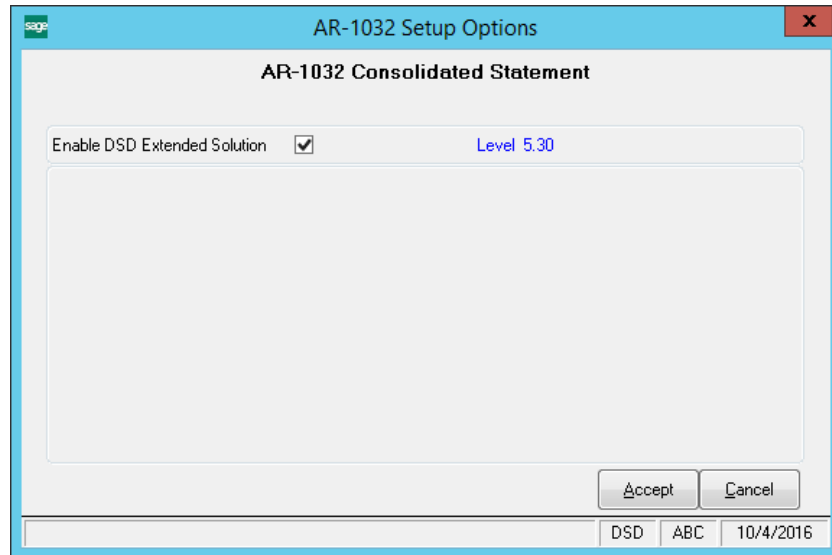 sage
AR-1032 Setup Options
x
AR-1032 Consolidated Statement
Enable DSD Extended Solution
Level 5.30
Accept
Cancel
DSD
ABC
10/4/2016